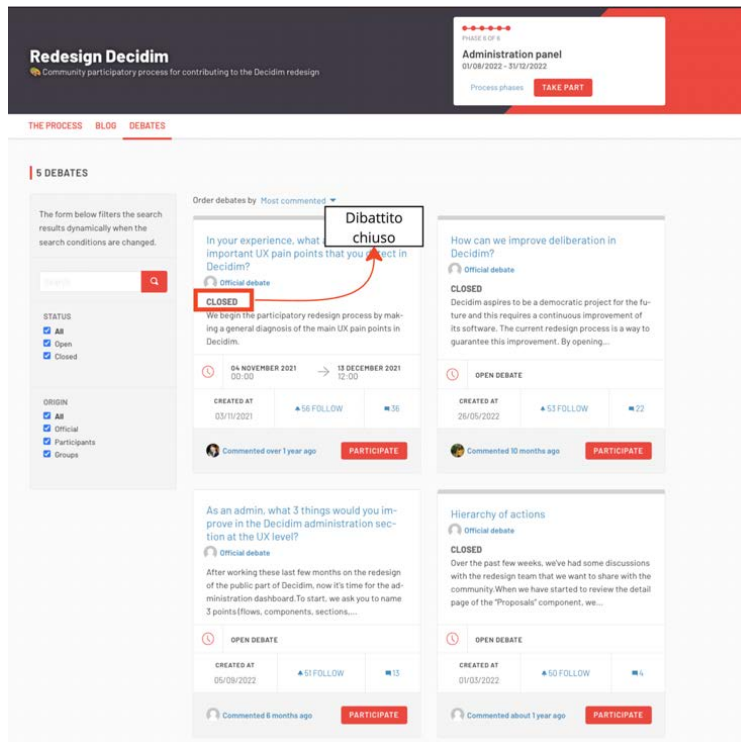 PHASE 6 OF 6
Redesign Decidim
Community participatory process for contributing to the Decidim redesign
Administration panel
01/08/2022 - 31/12/2022
Process phases
TAKE PART
THE PROCESS
BLOG
DEBATES
5 DEBATES
The form below filters the search
results dynamically when the
search conditions are changed.
Search
STATUS
All
Open
Closed
ORIGIN
All
Official
Participants
Groups
Order debates by Most commented
Dibattito
chiuso
In your experience, what
important UX pain points that you detect in
Decidim?
Official debate
CLOSED
We begin the participatory redesign process by mak-
ing a general diagnosis of the main UX pain points in
Decidim.
04 NOVEMBER 2021
00:00
13 DECEMBER 2021
12:00
CREATED AT
03/11/2021
56 FOLLOW
36
Commented over 1 year ago
PARTICIPATE
How can we improve deliberation in
Decidim?
Official debate
CLOSED
Decidim aspires to be a democratic project for the fu-
ture and this requires a continuous improvement of
its software. The current redesign process is a way to
guarantee this improvement. By opening...
OPEN DEBATE
CREATED AT
26/05/2022
53 FOLLOW
22
Commented 10 months ago
PARTICIPATE
As an admin, what 3 things would you im-
prove in the Decidim administration sec-
tion at the UX level?
Official debate
After working these last few months on the redesign
of the public part of Decidim, now it's time for the ad-
ministration dashboard.To start, we ask you to name
3 points (flows, components, sections,...
OPEN DEBATE
CREATED AT
05/09/2022
51 FOLLOW
13
Commented 6 months ago
PARTICIPATE
Hierarchy of actions
Official debate
CLOSED
Over the past few weeks, we've had some discussions
with the redesign team that we want to share with the
community.When we have started to review the detail
page of the "Proposals" component, we...
OPEN DEBATE
CREATED AT
01/03/2022
50 FOLLOW
4
Commented about 1 year ago
PARTICIPATE